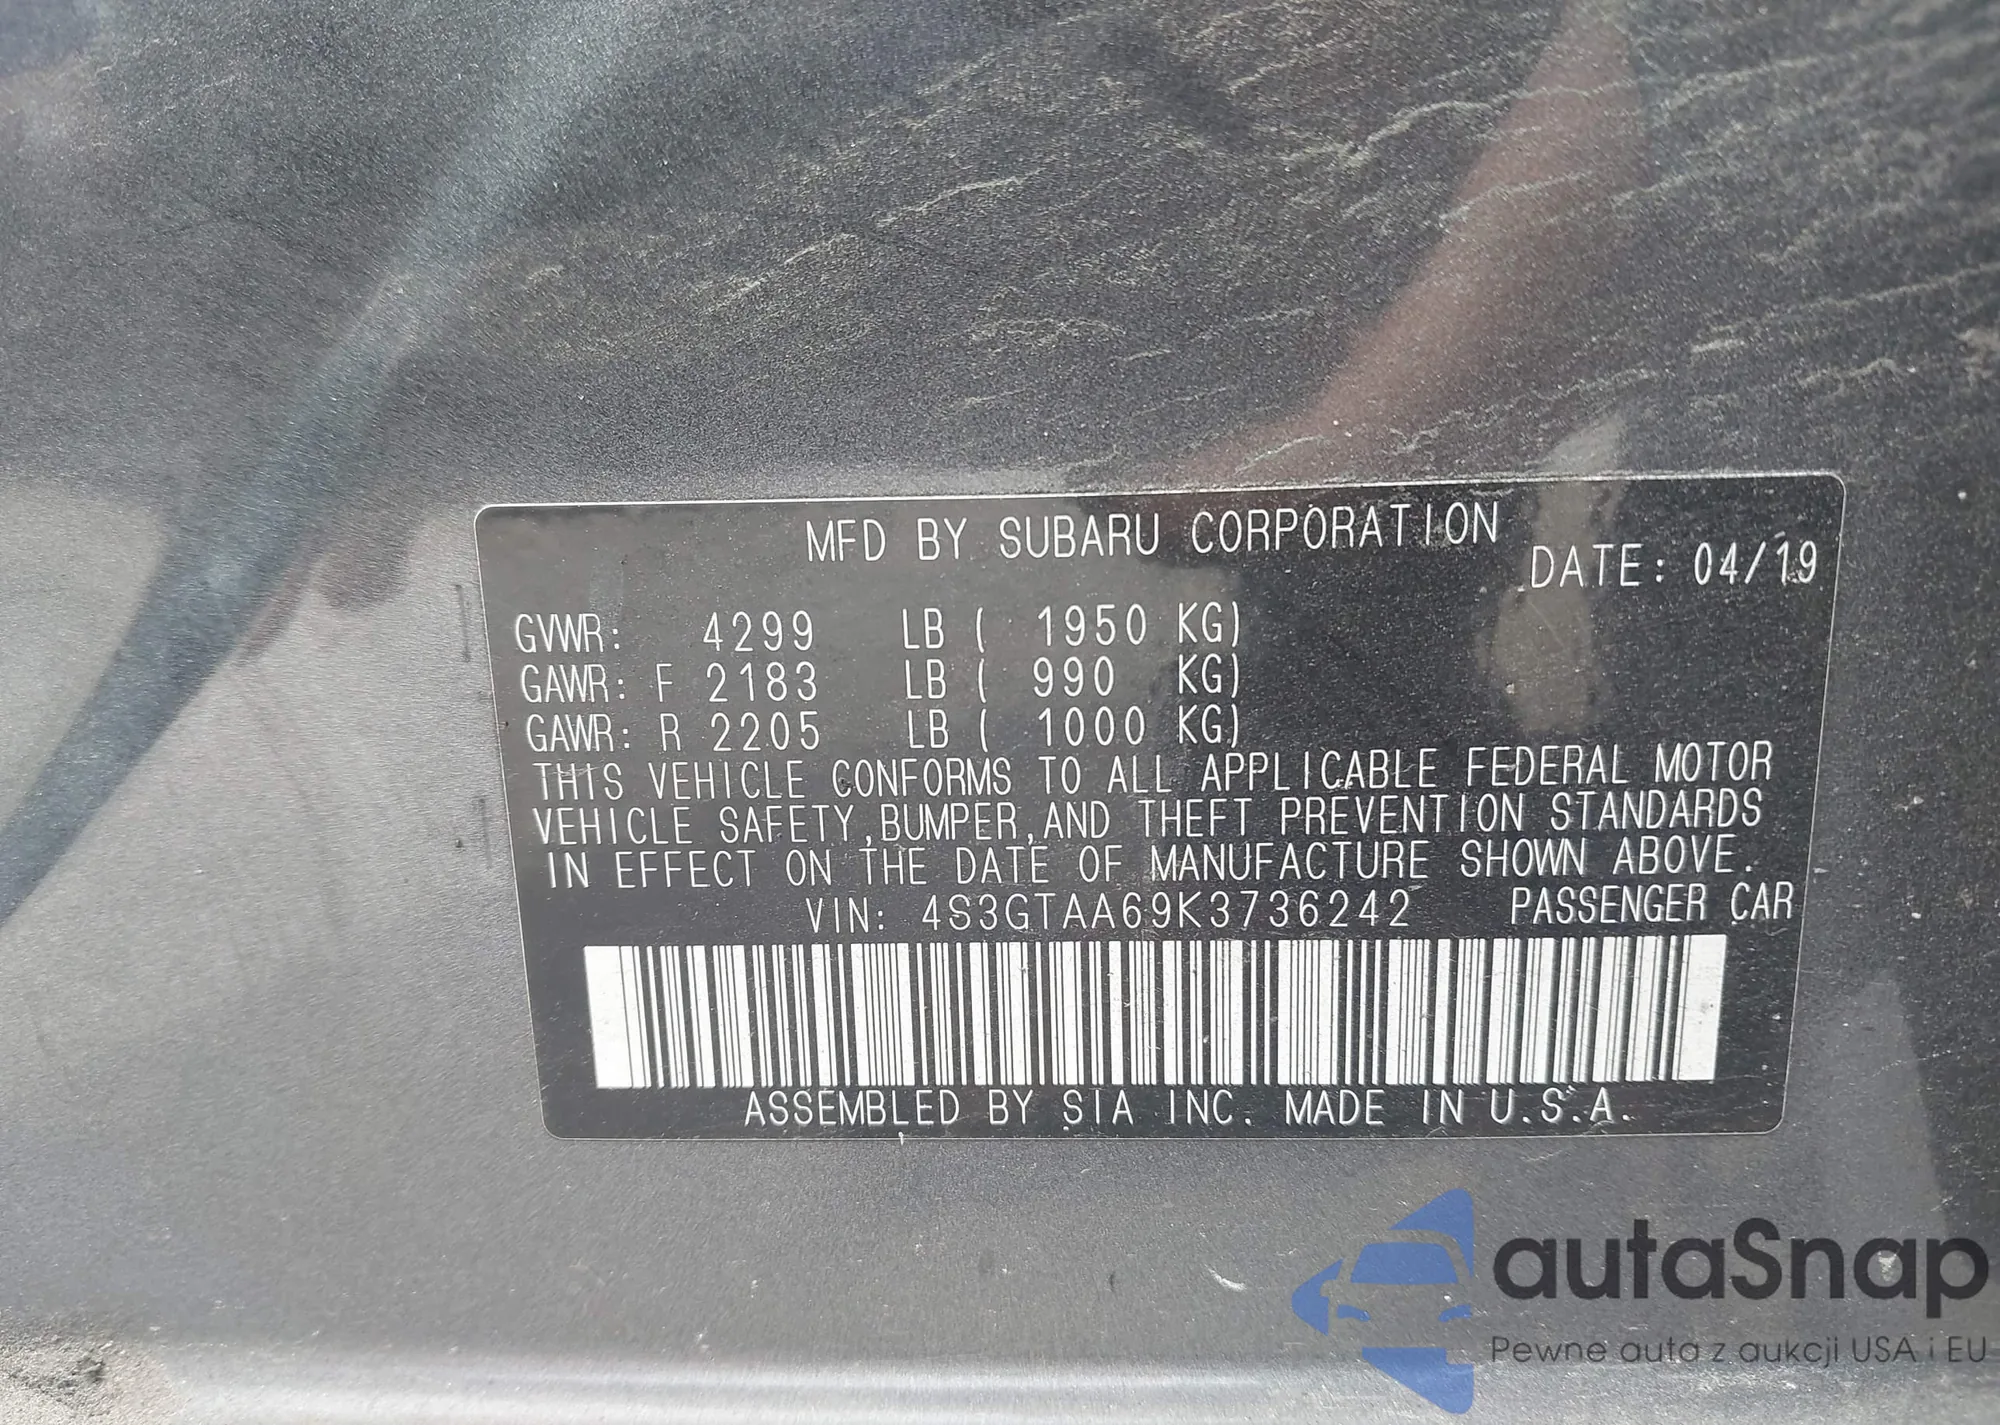 MFD BY SUBARU CORPORATION
DATE: 04/19
GVWR: 4299 LB ( 1950 KG)
GAWR: F 2183 LB ( 990 KG)
GAWR: R 2205 LB ( 1000 KG)
THIS VEHICLE CONFORMS TO ALL APPLICABLE FEDERAL MOTOR
VEHICLE SAFETY,BUMPER,AND THEFT PREVENTION STANDARDS
IN EFFECT ON THE DATE OF MANUFACTURE SHOWN ABOVE.
VIN: 4S3GTAA69K3736242 PASSENGER CAR
ASSEMBLED BY SIA INC. MADE IN U.S.A.
autaSnap
Pewne auta z aukcji USA i EU